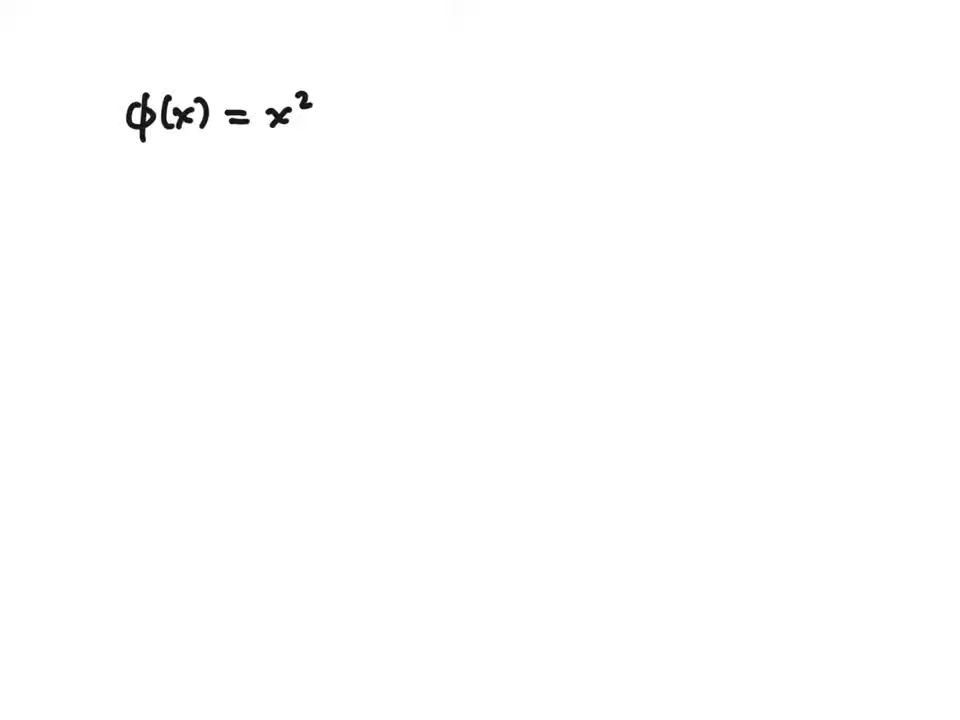 ϕ(x) = x²